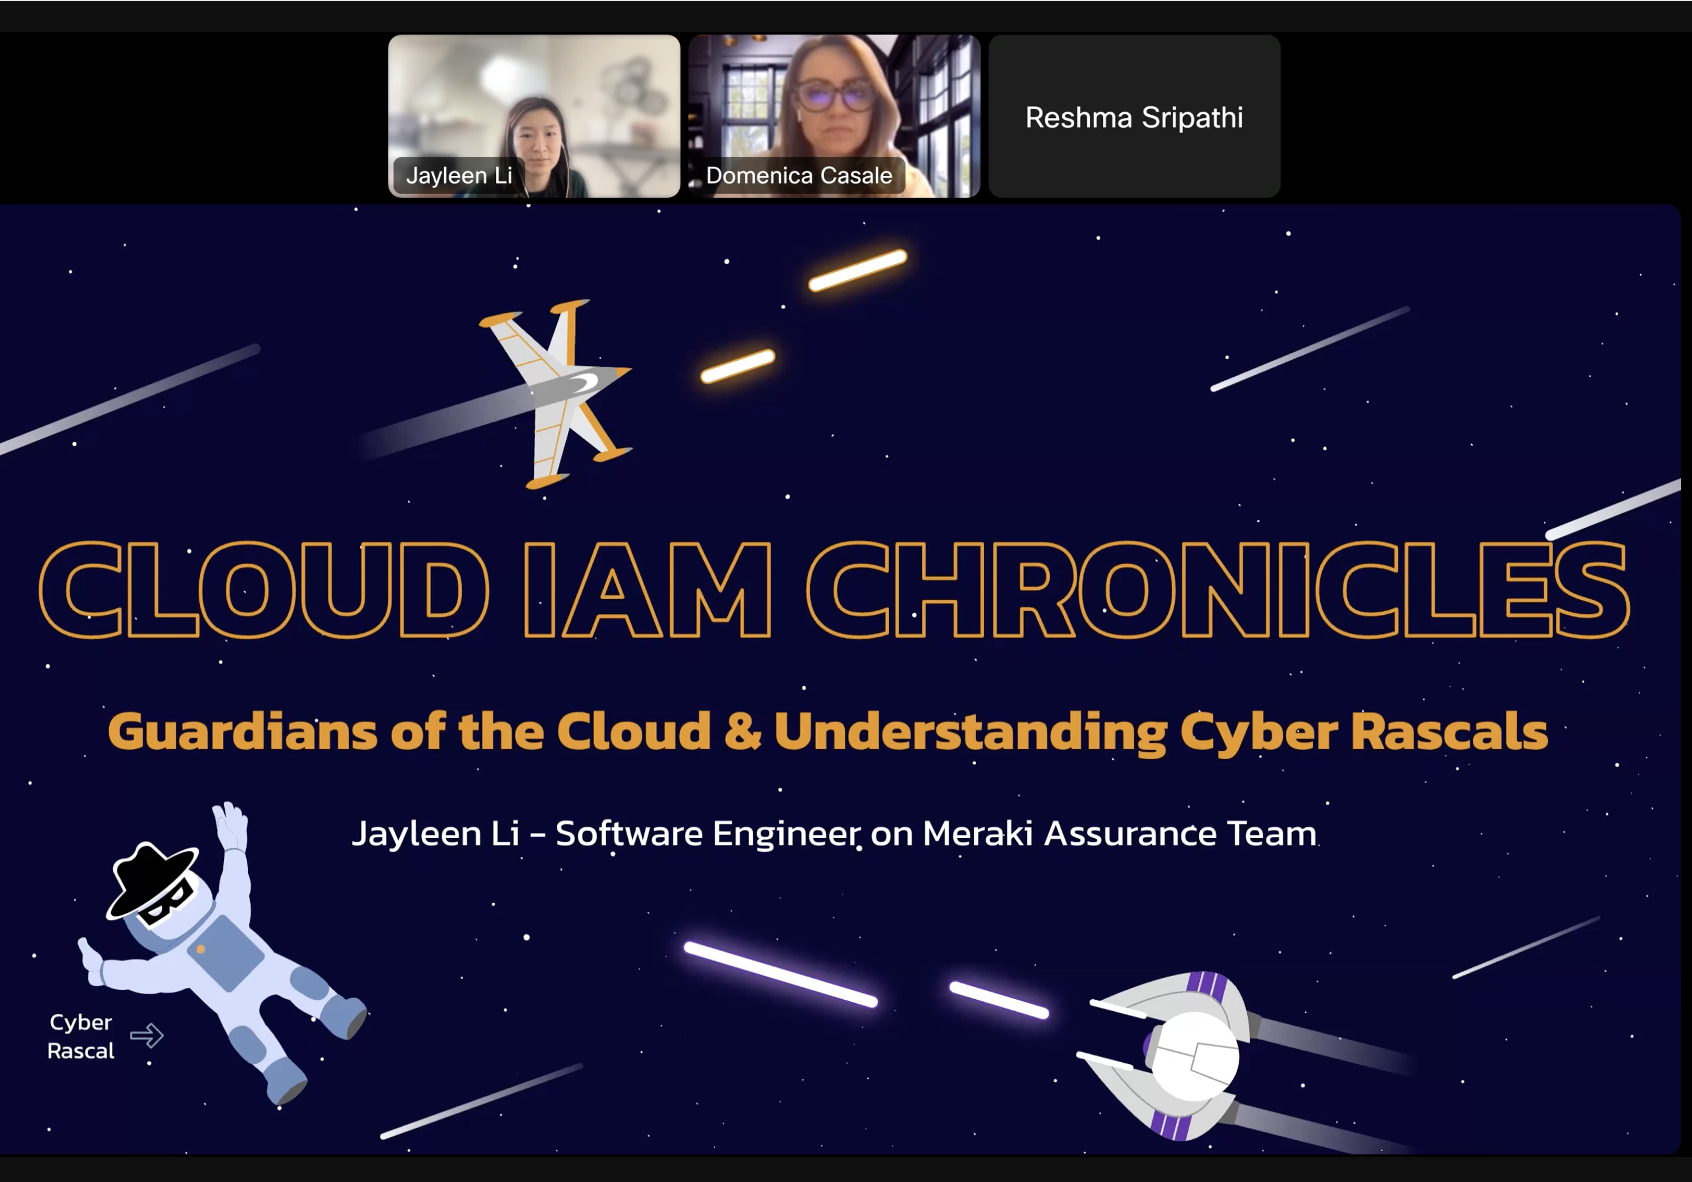 Jayleen Li
Domenica Casale
Reshma Sripathi
CLOUD IAM CHRONICLES
Guardians of the Cloud & Understanding Cyber Rascals
Jayleen Li – Software Engineer on Meraki Assurance Team
Cyber
Rascal